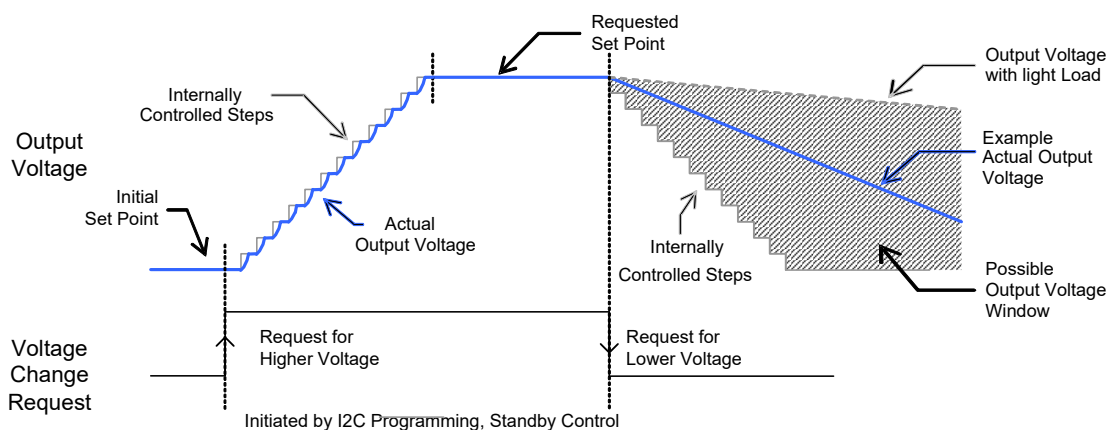 Requested
Set Point
Output Voltage
with light Load
Internally
Controlled Steps
Output
Voltage
Example
Actual Output
Voltage
Initial
Set Point
Actual
Output Voltage
Internally
Controlled Steps
Possible
Output Voltage
Window
Voltage
Change
Request
Request for
Higher Voltage
Request for
Lower Voltage
Initiated by I2C Programming, Standby Control